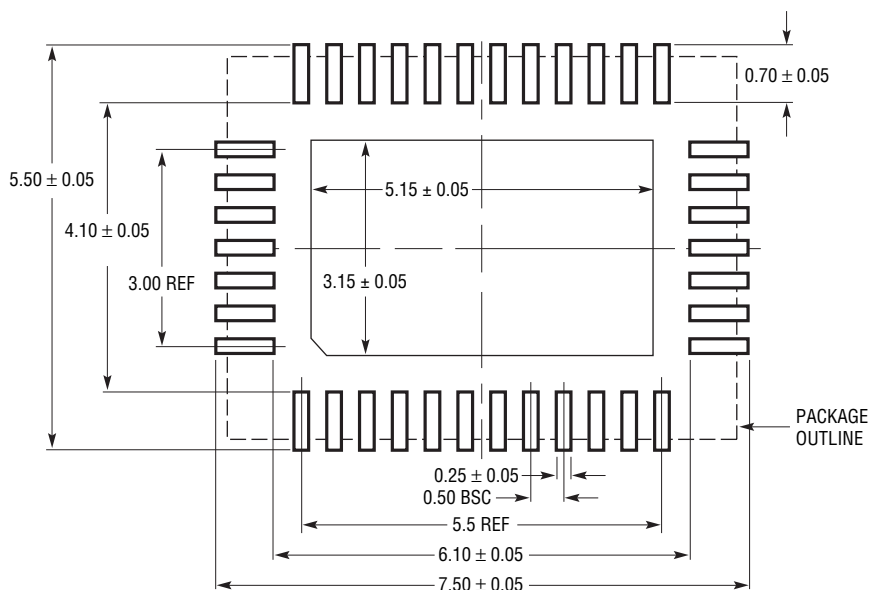 0.70 ± 0.05
5.50 ± 0.05
5.15 ± 0.05
4.10 ± 0.05
3.00 REF
3.15 ± 0.05
PACKAGE
OUTLINE
0.25 ± 0.05
0.50 BSC
5.5 REF
6.10 ± 0.05
7.50 ± 0.05